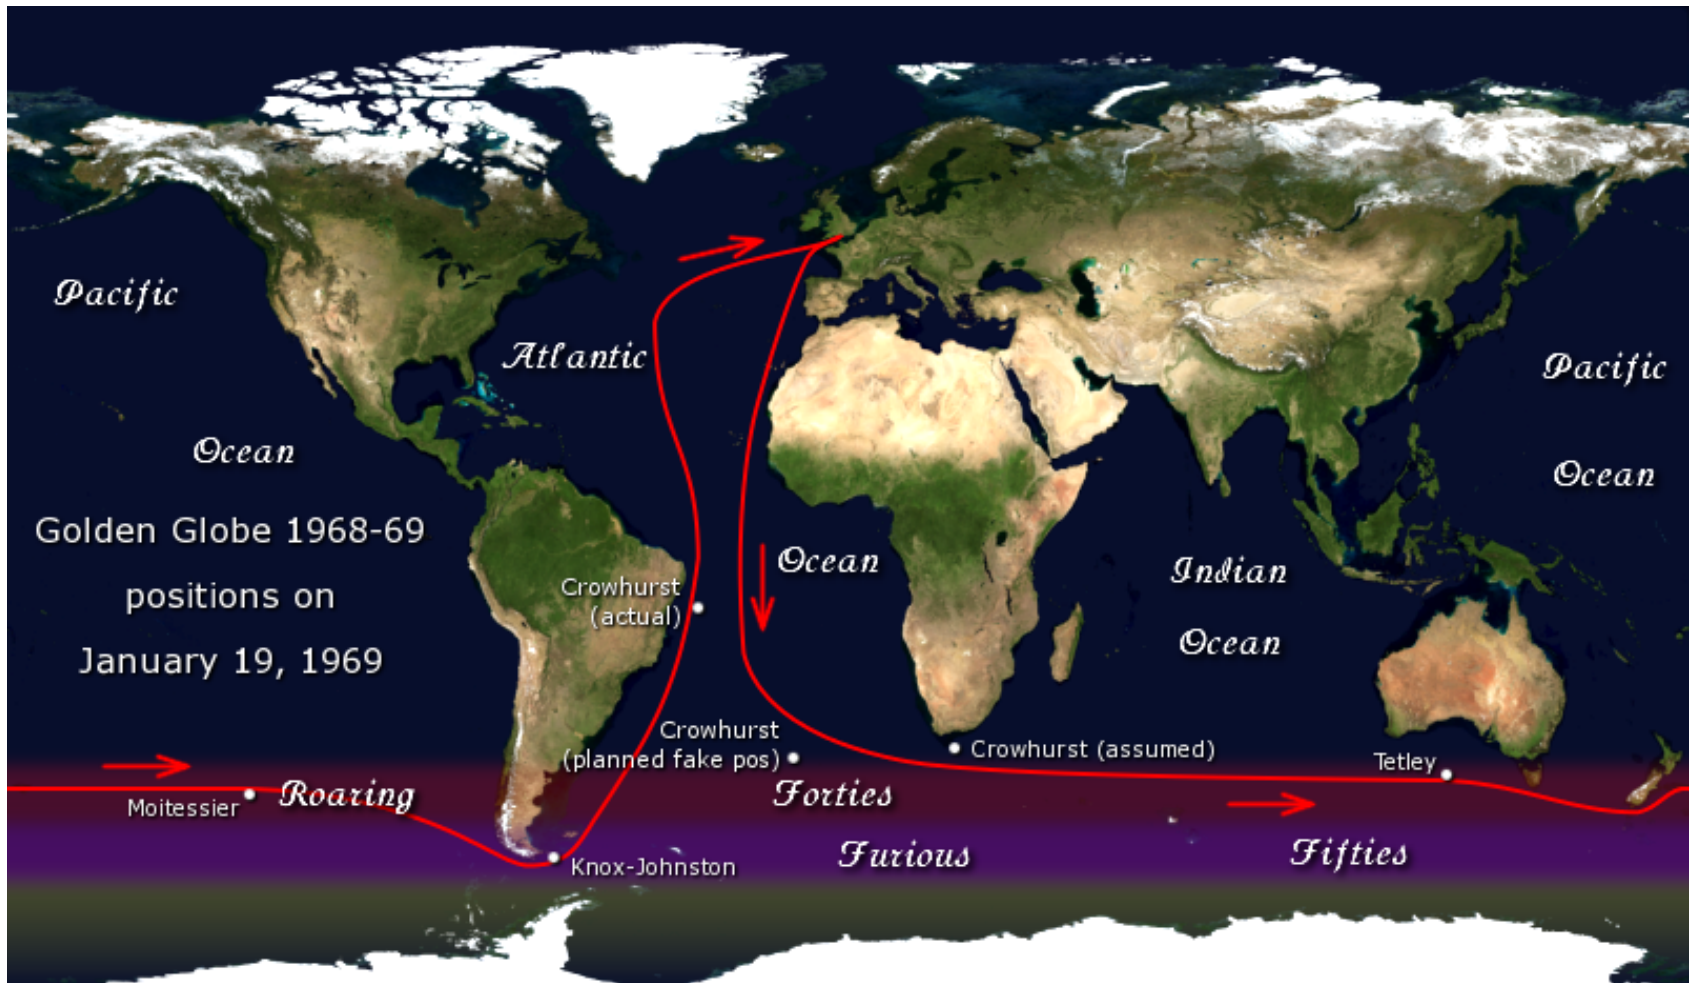 Pacific
Atlantic
Pacific
Ocean
Ocean
Golden Globe 1968-69
positions on
January 19, 1969
Ocean
Indian
Ocean
Crowhurst
(actual)
Crowhurst
(planned fake pos)
Crowhurst (assumed)
Tetley
Moitessier
Roaring
Forties
Furious
Fifties
Knox-Johnston